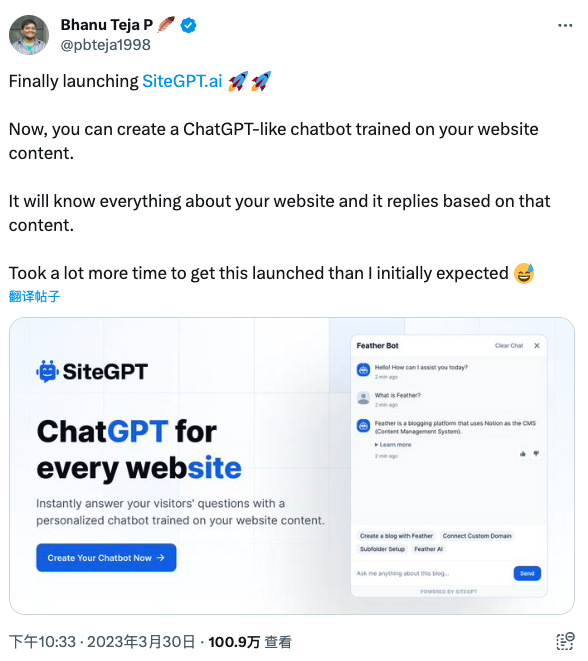 Bhanu Teja P
@pbteja1998
Finally launching SiteGPT.ai 🚀🚀
Now, you can create a ChatGPT-like chatbot trained on your website
content.
It will know everything about your website and it replies based on that
content.
Took a lot more time to get this launched than I initially expected 😅
翻译帖子
SiteGPT
ChatGPT for
every website
Instantly answer your visitors' questions with a
personalized chatbot trained on your website content.
Create Your Chatbot Now →
Feather Bot
Clear Chat
Hello! How can I assist you today?
2 min ago
What is Feather?
2 min ago
Feather is a blogging platform that uses Notion as the CMS
(Content Management System).
Learn more
2 min ago
Create a blog with Feather
Connect Custom Domain
Subfolder Setup
Feather AI
Ask me anything about this blog...
Send
POWERED BY SITEGPT
下午10:33 · 2023年3月30日 · 100.9万 查看